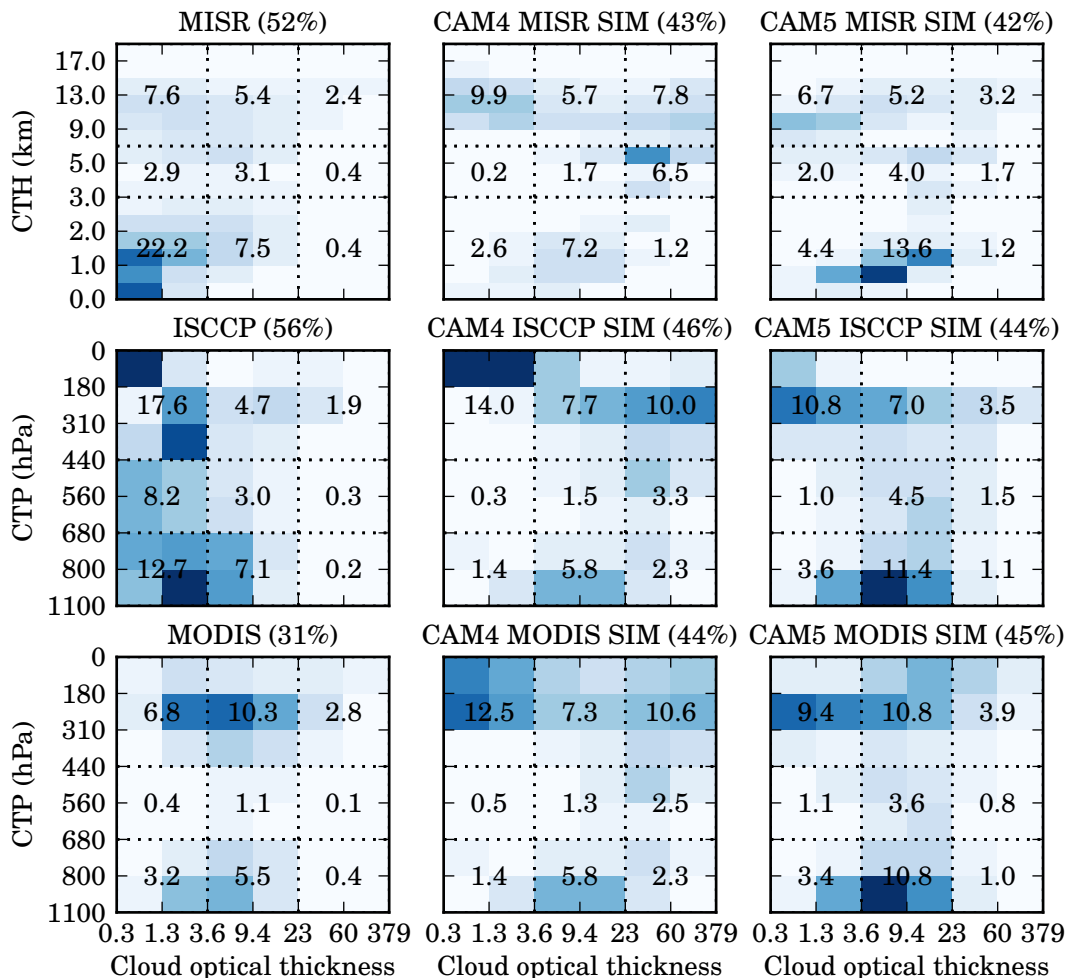 MISR (52%) CAM4 MISR SIM (43%) CAM5 MISR SIM (42%)
17.0
13.0 7.6 5.4 2.4 9.9 5.7 7.8 6.7 5.2 3.2
9.0
CTH (km)
5.0 2.9 3.1 0.4 0.2 1.7 6.5 2.0 4.0 1.7
3.0
2.0
22.2 7.5 0.4 2.6 7.2 1.2 4.4 13.6 1.2
1.0
0.0
ISCCP (56%) CAM4 ISCCP SIM (46%) CAM5 ISCCP SIM (44%)
0
180
17.6 4.7 1.9 14.0 7.7 10.0 10.8 7.0 3.5
310
CTP (hPa)
440
560 8.2 3.0 0.3 0.3 1.5 3.3 1.0 4.5 1.5
680
800 12.7 7.1 0.2 1.4 5.8 2.3 3.6 11.4 1.1
1100
MODIS (31%) CAM4 MODIS SIM (44%) CAM5 MODIS SIM (45%)
0
180
6.8 10.3 2.8 12.5 7.3 10.6 9.4 10.8 3.9
310
CTP (hPa)
440
560 0.4 1.1 0.1 0.5 1.3 2.5 1.1 3.6 0.8
680
800 3.2 5.5 0.4 1.4 5.8 2.3 3.4 10.8 1.0
1100
0.3 1.3 3.6 9.4 23 60 379 0.3 1.3 3.6 9.4 23 60 379 0.3 1.3 3.6 9.4 23 60 379
Cloud optical thickness Cloud optical thickness Cloud optical thickness